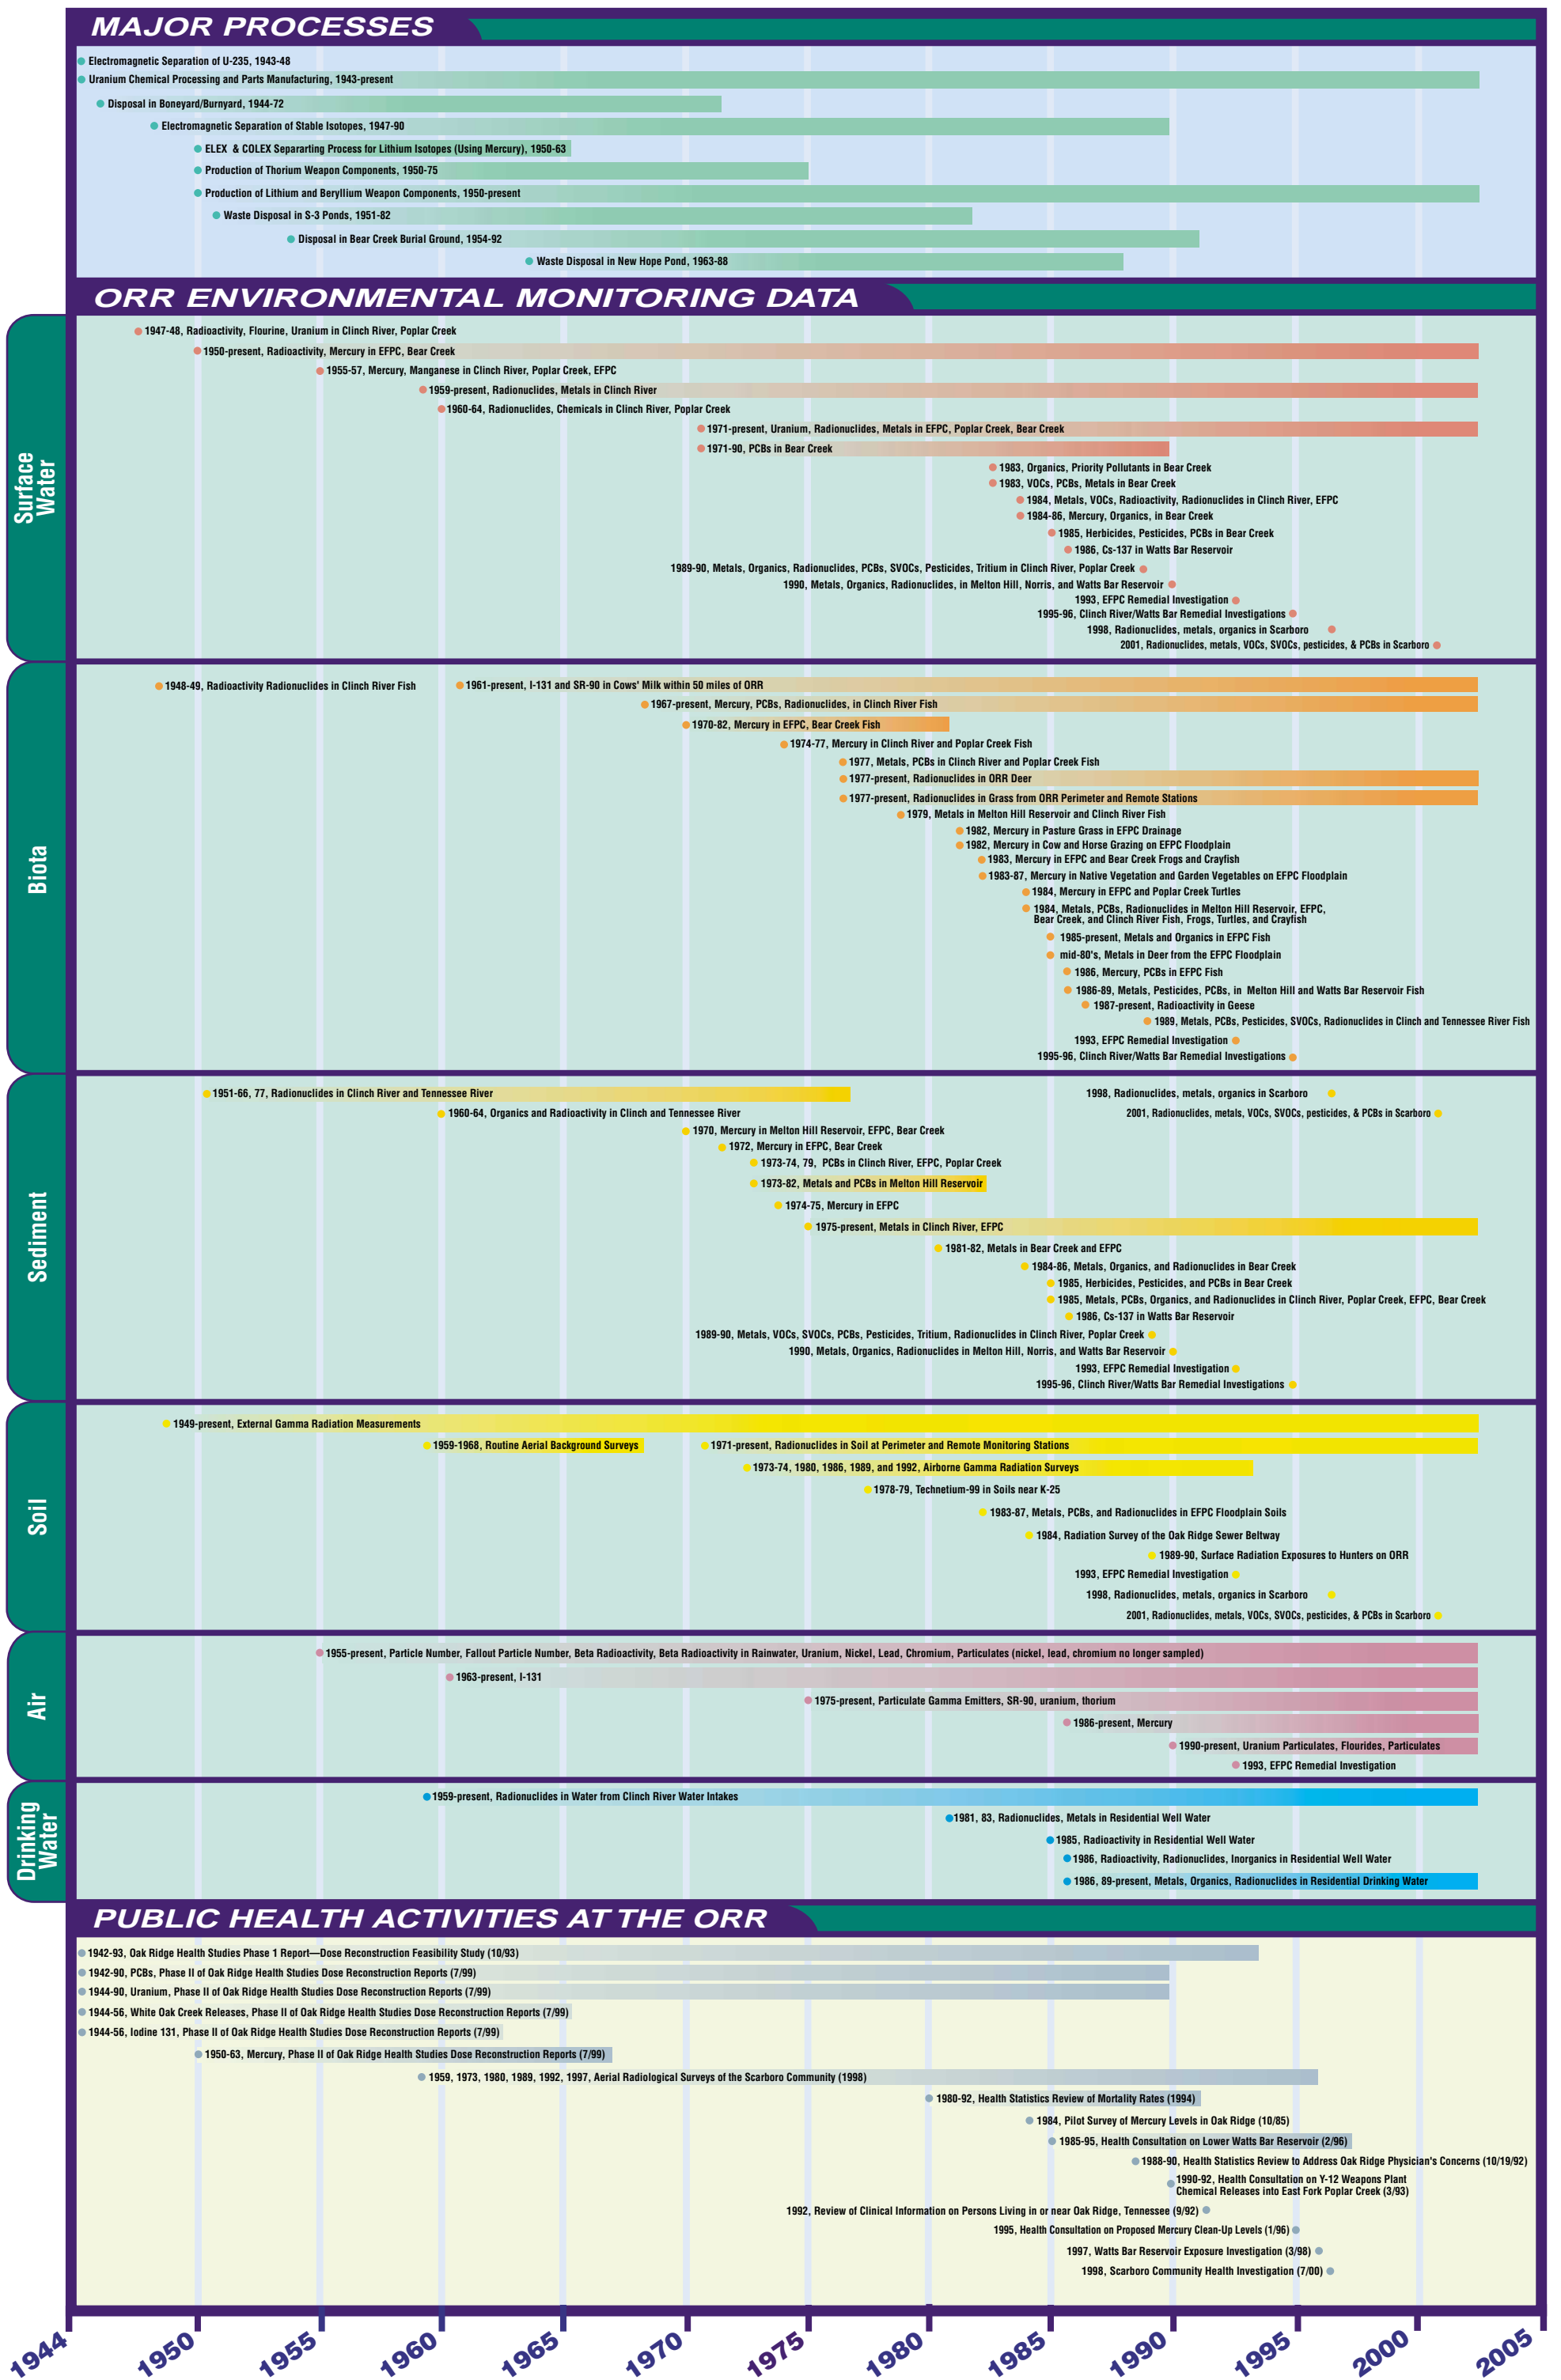 MAJOR PROCESSES
Electromagnetic Separation of U-235, 1943-48
Uranium Chemical Processing and Parts Manufacturing, 1943-present
Disposal in Boneyard/Burnyard, 1944-72
Electromagnetic Separation of Stable Isotopes, 1947-90
ELEX & COLEX Separarting Process for Lithium Isotopes (Using Mercury), 1950-63
Production of Thorium Weapon Components, 1950-75
Production of Lithium and Beryllium Weapon Components, 1950-present
Waste Disposal in S-3 Ponds, 1951-82
Disposal in Bear Creek Burial Ground, 1954-92
Waste Disposal in New Hope Pond, 1963-88
ORR ENVIRONMENTAL MONITORING DATA
Surface
Water
1947-48, Radioactivity, Flourine, Uranium in Clinch River, Poplar Creek
1950-present, Radioactivity, Mercury in EFPC, Bear Creek
1955-57, Mercury, Manganese in Clinch River, Poplar Creek, EFPC
1959-present, Radionuclides, Metals in Clinch River
1960-64, Radionuclides, Chemicals in Clinch River, Poplar Creek
1971-present, Uranium, Radionuclides, Metals in EFPC, Poplar Creek, Bear Creek
1971-90, PCBs in Bear Creek
1983, Organics, Priority Pollutants in Bear Creek
1983, VOCs, PCBs, Metals in Bear Creek
1984, Metals, VOCs, Radioactivity, Radionuclides in Clinch River, EFPC
1984-86, Mercury, Organics, in Bear Creek
1985, Herbicides, Pesticides, PCBs in Bear Creek
1986, Cs-137 in Watts Bar Reservoir
1989-90, Metals, Organics, Radionuclides, PCBs, SVOCs, Pesticides, Tritium in Clinch River, Poplar Creek
1990, Metals, Organics, Radionuclides, in Melton Hill, Norris, and Watts Bar Reservoir
1993, EFPC Remedial Investigation
1995-96, Clinch River/Watts Bar Remedial Investigations
1998, Radionuclides, metals, organics in Scarboro
2001, Radionuclides, metals, VOCs, SVOCs, pesticides, & PCBs in Scarboro
Biota
1948-49, Radioactivity Radionuclides in Clinch River Fish
1961-present, I-131 and SR-90 in Cows' Milk within 50 miles of ORR
1967-present, Mercury, PCBs, Radionuclides, in Clinch River Fish
1970-82, Mercury in EFPC, Bear Creek Fish
1974-77, Mercury in Clinch River and Poplar Creek Fish
1977, Metals, PCBs in Clinch River and Poplar Creek Fish
1977-present, Radionuclides in ORR Deer
1977-present, Radionuclides in Grass from ORR Perimeter and Remote Stations
1979, Metals in Melton Hill Reservoir and Clinch River Fish
1982, Mercury in Pasture Grass in EFPC Drainage
1982, Mercury in Cow and Horse Grazing on EFPC Floodplain
1983, Mercury in EFPC and Bear Creek Frogs and Crayfish
1983-87, Mercury in Native Vegetation and Garden Vegetables on EFPC Floodplain
1984, Mercury in EFPC and Poplar Creek Turtles
1984, Metals, PCBs, Radionuclides in Melton Hill Reservoir, EFPC,
Bear Creek, and Clinch River Fish, Frogs, Turtles, and Crayfish
1985-present, Metals and Organics in EFPC Fish
mid-80's, Metals in Deer from the EFPC Floodplain
1986, Mercury, PCBs in EFPC Fish
1986-89, Metals, Pesticides, PCBs, in Melton Hill and Watts Bar Reservoir Fish
1987-present, Radioactivity in Geese
1989, Metals, PCBs, Pesticides, SVOCs, Radionuclides in Clinch and Tennessee River Fish
1993, EFPC Remedial Investigation
1995-96, Clinch River/Watts Bar Remedial Investigations
Sediment
1951-66, 77, Radionuclides in Clinch River and Tennessee River
1998, Radionuclides, metals, organics in Scarboro
1960-64, Organics and Radioactivity in Clinch and Tennessee River
2001, Radionuclides, metals, VOCs, SVOCs, pesticides, & PCBs in Scarboro
1970, Mercury in Melton Hill Reservoir, EFPC, Bear Creek
1972, Mercury in EFPC, Bear Creek
1973-74, 79, PCBs in Clinch River, EFPC, Poplar Creek
1973-82, Metals and PCBs in Melton Hill Reservoir
1974-75, Mercury in EFPC
1975-present, Metals in Clinch River, EFPC
1981-82, Metals in Bear Creek and EFPC
1984-86, Metals, Organics, and Radionuclides in Bear Creek
1985, Herbicides, Pesticides, and PCBs in Bear Creek
1985, Metals, PCBs, Organics, and Radionuclides in Clinch River, Poplar Creek, EFPC, Bear Creek
1986, Cs-137 in Watts Bar Reservoir
1989-90, Metals, VOCs, SVOCs, PCBs, Pesticides, Tritium, Radionuclides in Clinch River, Poplar Creek
1990, Metals, Organics, Radionuclides in Melton Hill, Norris, and Watts Bar Reservoir
1993, EFPC Remedial Investigation
1995-96, Clinch River/Watts Bar Remedial Investigations
Soil
1949-present, External Gamma Radiation Measurements
1959-1968, Routine Aerial Background Surveys
1971-present, Radionuclides in Soil at Perimeter and Remote Monitoring Stations
1973-74, 1980, 1986, 1989, and 1992, Airborne Gamma Radiation Surveys
1978-79, Technetium-99 in Soils near K-25
1983-87, Metals, PCBs, and Radionuclides in EFPC Floodplain Soils
1984, Radiation Survey of the Oak Ridge Sewer Beltway
1989-90, Surface Radiation Exposures to Hunters on ORR
1993, EFPC Remedial Investigation
1998, Radionuclides, metals, organics in Scarboro
2001, Radionuclides, metals, VOCs, SVOCs, pesticides, & PCBs in Scarboro
Air
1955-present, Particle Number, Fallout Particle Number, Beta Radioactivity, Beta Radioactivity in Rainwater, Uranium, Nickel, Lead, Chromium, Particulates (nickel, lead, chromium no longer sampled)
1963-present, I-131
1975-present, Particulate Gamma Emitters, SR-90, uranium, thorium
1986-present, Mercury
1990-present, Uranium Particulates, Flourides, Particulates
1993, EFPC Remedial Investigation
Drinking
Water
1959-present, Radionuclides in Water from Clinch River Water Intakes
1981, 83, Radionuclides, Metals in Residential Well Water
1985, Radioactivity in Residential Well Water
1986, Radioactivity, Radionuclides, Inorganics in Residential Well Water
1986, 89-present, Metals, Organics, Radionuclides in Residential Drinking Water
PUBLIC HEALTH ACTIVITIES AT THE ORR
1942-93, Oak Ridge Health Studies Phase 1 Report—Dose Reconstruction Feasibility Study (10/93)
1942-90, PCBs, Phase II of Oak Ridge Health Studies Dose Reconstruction Reports (7/99)
1944-90, Uranium, Phase II of Oak Ridge Health Studies Dose Reconstruction Reports (7/99)
1944-56, White Oak Creek Releases, Phase II of Oak Ridge Health Studies Dose Reconstruction Reports (7/99)
1944-56, Iodine 131, Phase II of Oak Ridge Health Studies Dose Reconstruction Reports (7/99)
1950-63, Mercury, Phase II of Oak Ridge Health Studies Dose Reconstruction Reports (7/99)
1959, 1973, 1980, 1989, 1992, 1997, Aerial Radiological Surveys of the Scarboro Community (1998)
1980-92, Health Statistics Review of Mortality Rates (1994)
1984, Pilot Survey of Mercury Levels in Oak Ridge (10/85)
1985-95, Health Consultation on Lower Watts Bar Reservoir (2/96)
1988-90, Health Statistics Review to Address Oak Ridge Physician's Concerns (10/19/92)
1990-92, Health Consultation on Y-12 Weapons Plant
Chemical Releases into East Fork Poplar Creek (3/93)
1992, Review of Clinical Information on Persons Living in or near Oak Ridge, Tennessee (9/92)
1995, Health Consultation on Proposed Mercury Clean-Up Levels (1/96)
1997, Watts Bar Reservoir Exposure Investigation (3/98)
1998, Scarboro Community Health Investigation (7/00)
1944
1950
1955
1960
1965
1970
1975
1980
1985
1990
1995
2000
2005